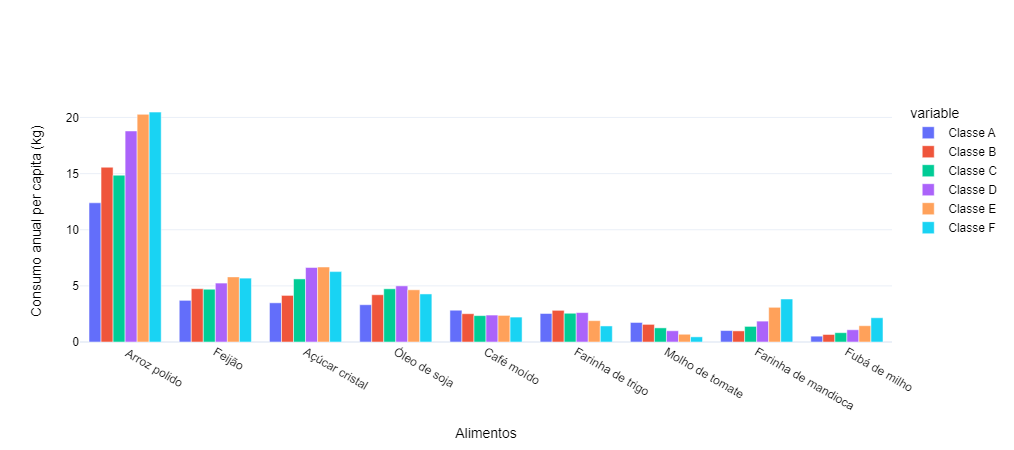 variable
Classe A
Classe B
Classe C
Classe D
Classe E
Classe F
Consumo anual per capita (kg)
20
15
10
5
0
Arroz polido
Feijão
Açúcar cristal
Óleo de soja
Café moído
Farinha de trigo
Molho de tomate
Farinha de mandioca
Fubá de milho
Alimentos